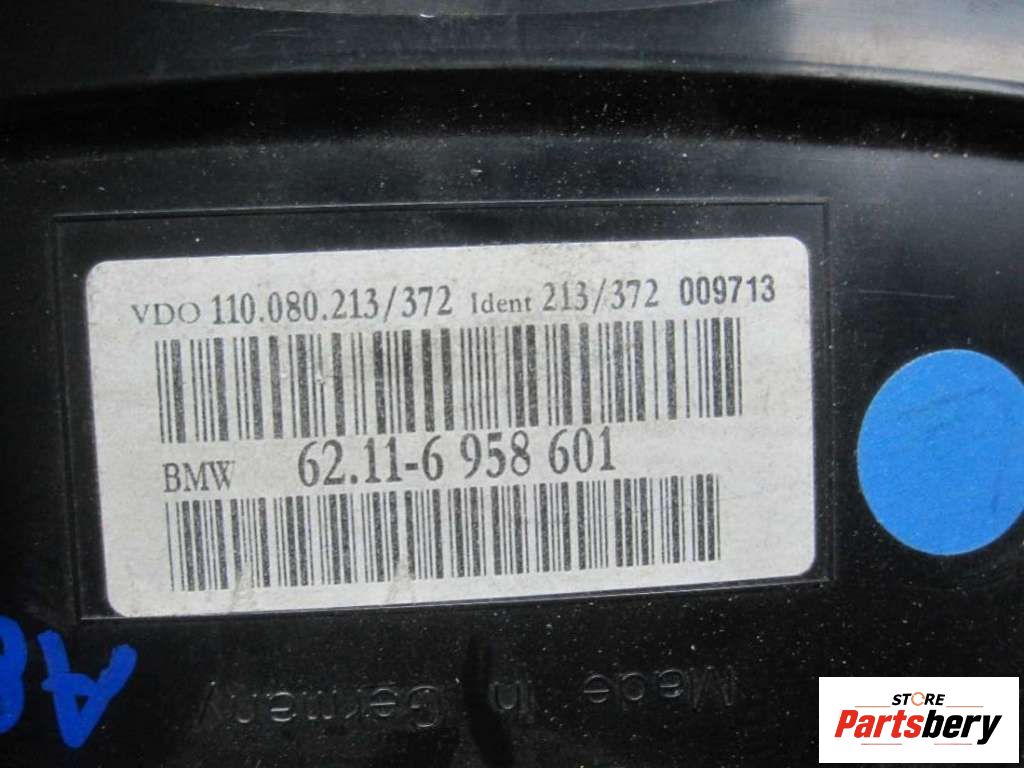 VDO 110.080.213/372 Ident 213/372 009713
BMW 62.11-6 958 601
Made In Germany
STORE
Partsbery